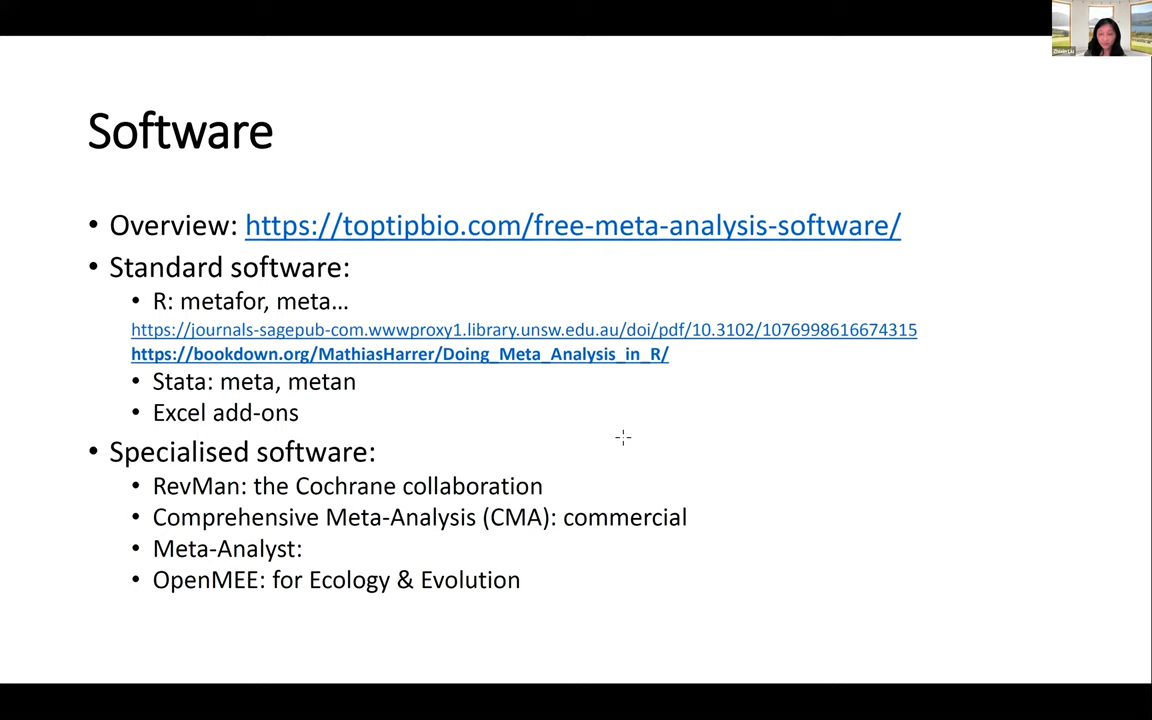 Zhixin Liu
Software
• Overview: https://toptipbio.com/free-meta-analysis-software/
• Standard software:
• R: metafor, meta…
https://journals-sagepub-com.wwwproxy1.library.unsw.edu.au/doi/pdf/10.3102/1076998616674315
https://bookdown.org/MathiasHarrer/Doing_Meta_Analysis_in_R/
• Stata: meta, metan
• Excel add-ons
• Specialised software:
• RevMan: the Cochrane collaboration
• Comprehensive Meta-Analysis (CMA): commercial
• Meta-Analyst:
• OpenMEE: for Ecology & Evolution